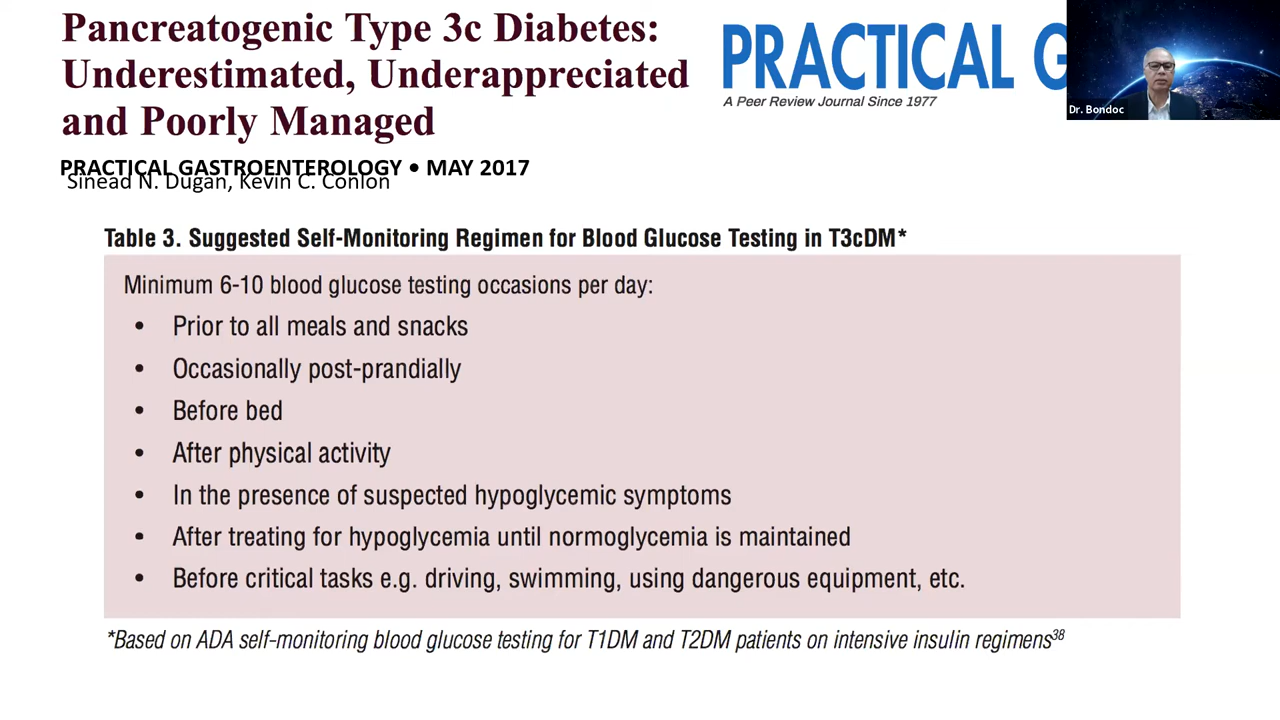 Pancreatogenic Type 3c Diabetes:
Underestimated, Underappreciated
and Poorly Managed
PRACTICAL G
A Peer Review Journal Since 1977
Dr. Bondoc
PRACTICAL GASTROENTEROLOGY • MAY 2017
Sinead N. Dugan, Kevin C. Conlon
Table 3. Suggested Self-Monitoring Regimen for Blood Glucose Testing in T3cDM*
Minimum 6-10 blood glucose testing occasions per day:
• Prior to all meals and snacks
• Occasionally post-prandially
• Before bed
• After physical activity
• In the presence of suspected hypoglycemic symptoms
• After treating for hypoglycemia until normoglycemia is maintained
• Before critical tasks e.g. driving, swimming, using dangerous equipment, etc.
*Based on ADA self-monitoring blood glucose testing for T1DM and T2DM patients on intensive insulin regimens38